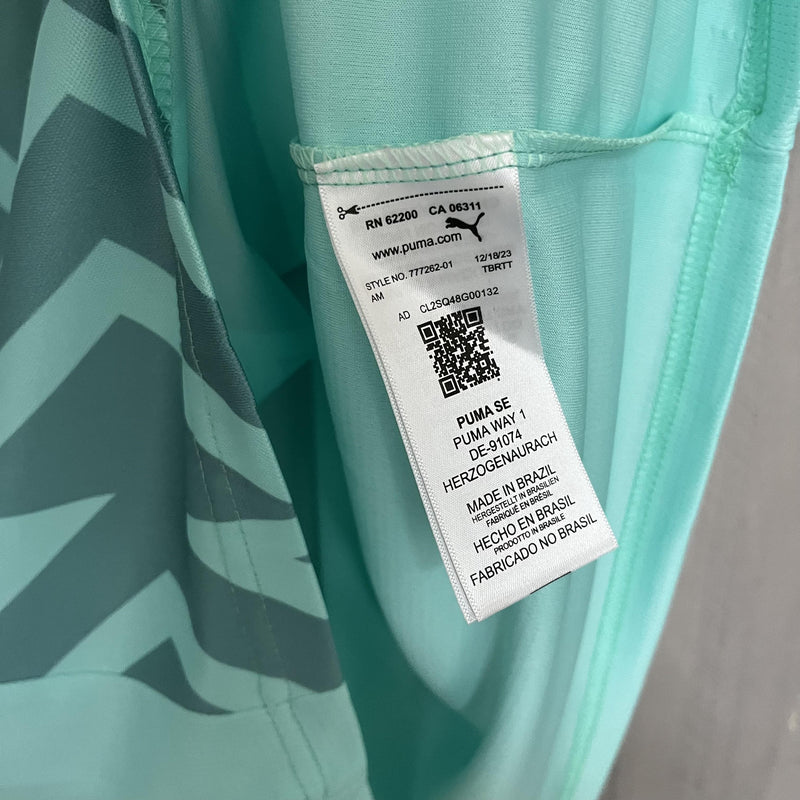 RN 62200 CA 06311
www.puma.com
STYLE NO. 777262-01 12/18/23
AM TBRTT
AD CL2SQ48G00132
PUMA SE
PUMA WAY 1
DE-91074
HERZOGENAURACH
MADE IN BRAZIL
HERGESTELLT IN BRASILIEN
FABRIQUÉ EN BRÉSIL
HECHO EN BRASIL
PRODOTTO IN BRASILE
FABRICADO NO BRASIL